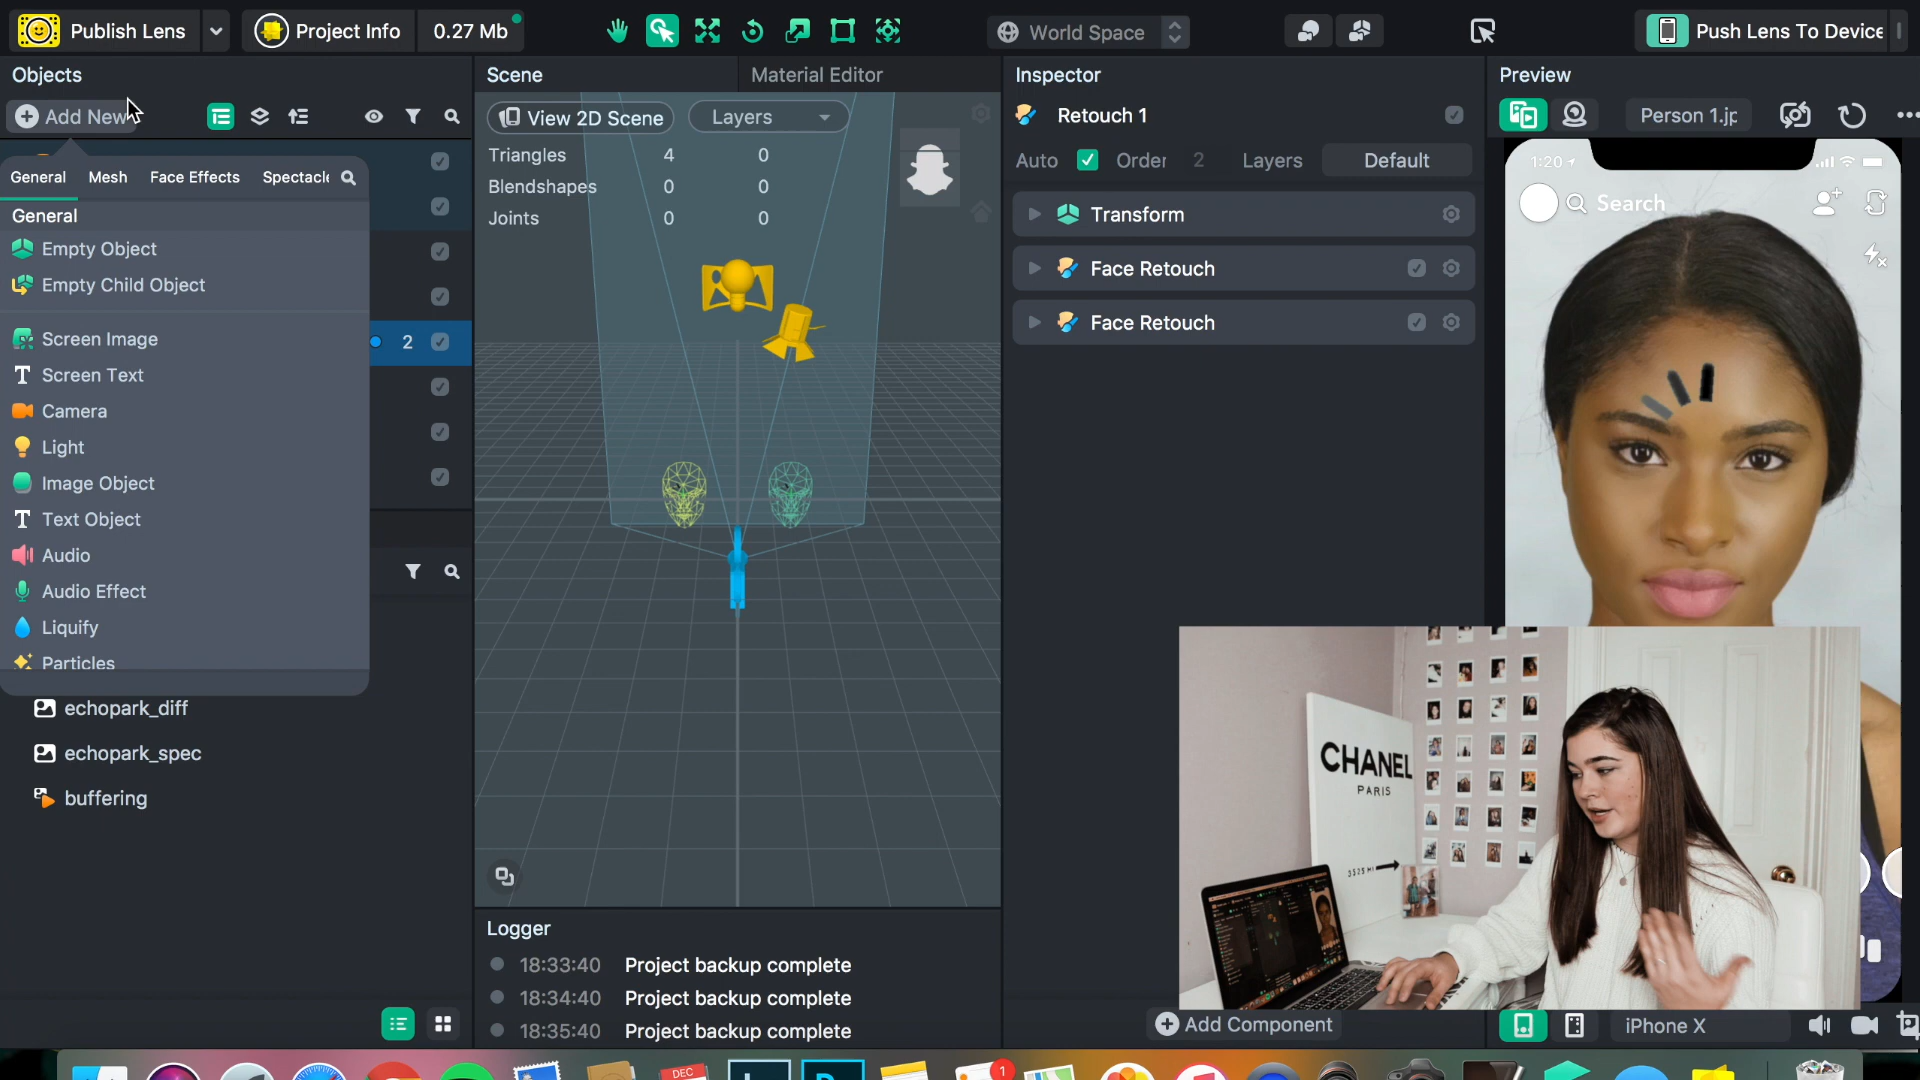 Publish Lens
Project Info
0.27 Mb
World Space
Push Lens To Device
Objects
Add New
General
Mesh
Face Effects
Spectacle
General
Empty Object
Empty Child Object
Screen Image
Screen Text
Camera
Light
Image Object
Text Object
Audio
Audio Effect
Liquify
Particles
2
echopark_diff
echopark_spec
buffering
Scene
Material Editor
View 2D Scene
Layers
Triangles 4 0
Blendshapes 0 0
Joints 0 0
Logger
18:33:40 Project backup complete
18:34:40 Project backup complete
18:35:40 Project backup complete
Inspector
Retouch 1
Auto Order 2 Layers Default
Transform
Face Retouch
Face Retouch
Add Component
Preview
Person 1.jp
1:20
Search
CHANEL
PARIS
iPhone X
DEC
1